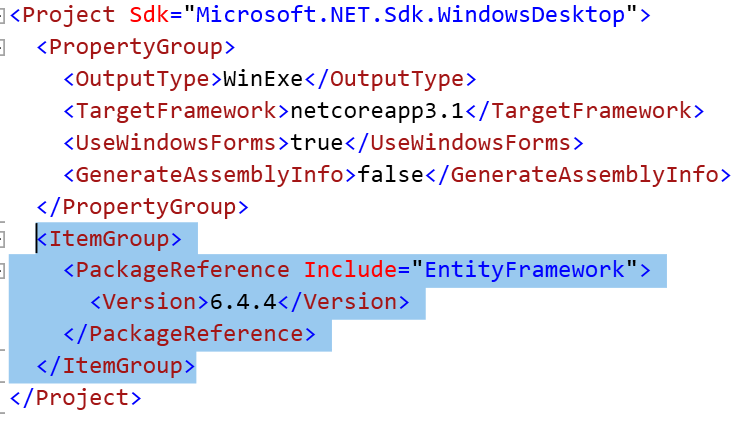 <Project Sdk="Microsoft.NET.Sdk.WindowsDesktop">
<PropertyGroup>
<OutputType>WinExe</OutputType>
<TargetFramework>netcoreapp3.1</TargetFramework>
<UseWindowsForms>true</UseWindowsForms>
<GenerateAssemblyInfo>false</GenerateAssemblyInfo>
</PropertyGroup>
<ItemGroup>
<PackageReference Include="EntityFramework">
<Version>6.4.4</Version>
</PackageReference>
</ItemGroup>
</Project>